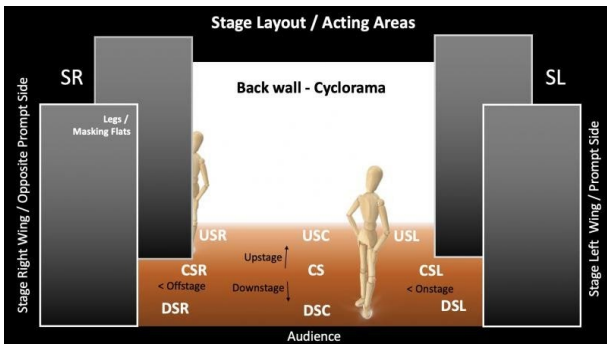 Stage Layout / Acting Areas
SR
SL
Back wall - Cyclorama
Legs /
Masking Flats
Stage Right Wing / Opposite Prompt Side
Stage Left Wing / Prompt Side
USR
USC
USL
Upstage
CSR
CS
CSL
< Offstage
Downstage
< Onstage
DSR
DSC
DSL
Audience